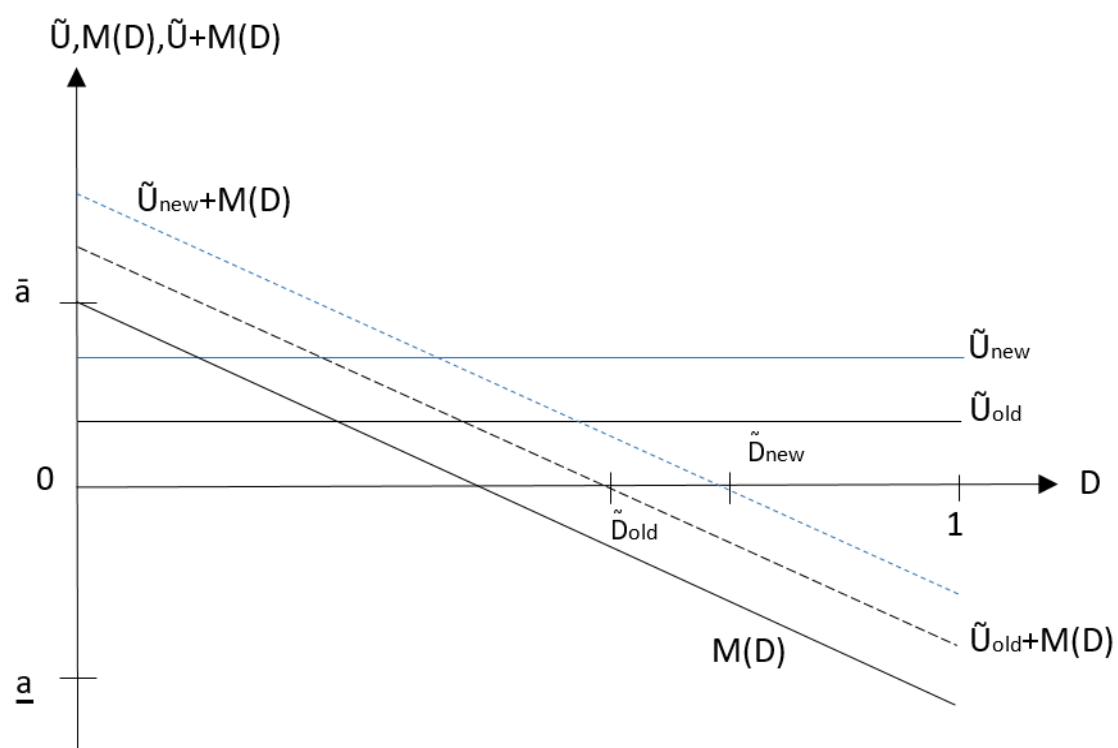 Ũ,M(D),Ũ+M(D)
Ũnew+M(D)
ā
Ũnew
Ũold
D̃new
0
D
D̃old
1
Ũold+M(D)
M(D)
a̲